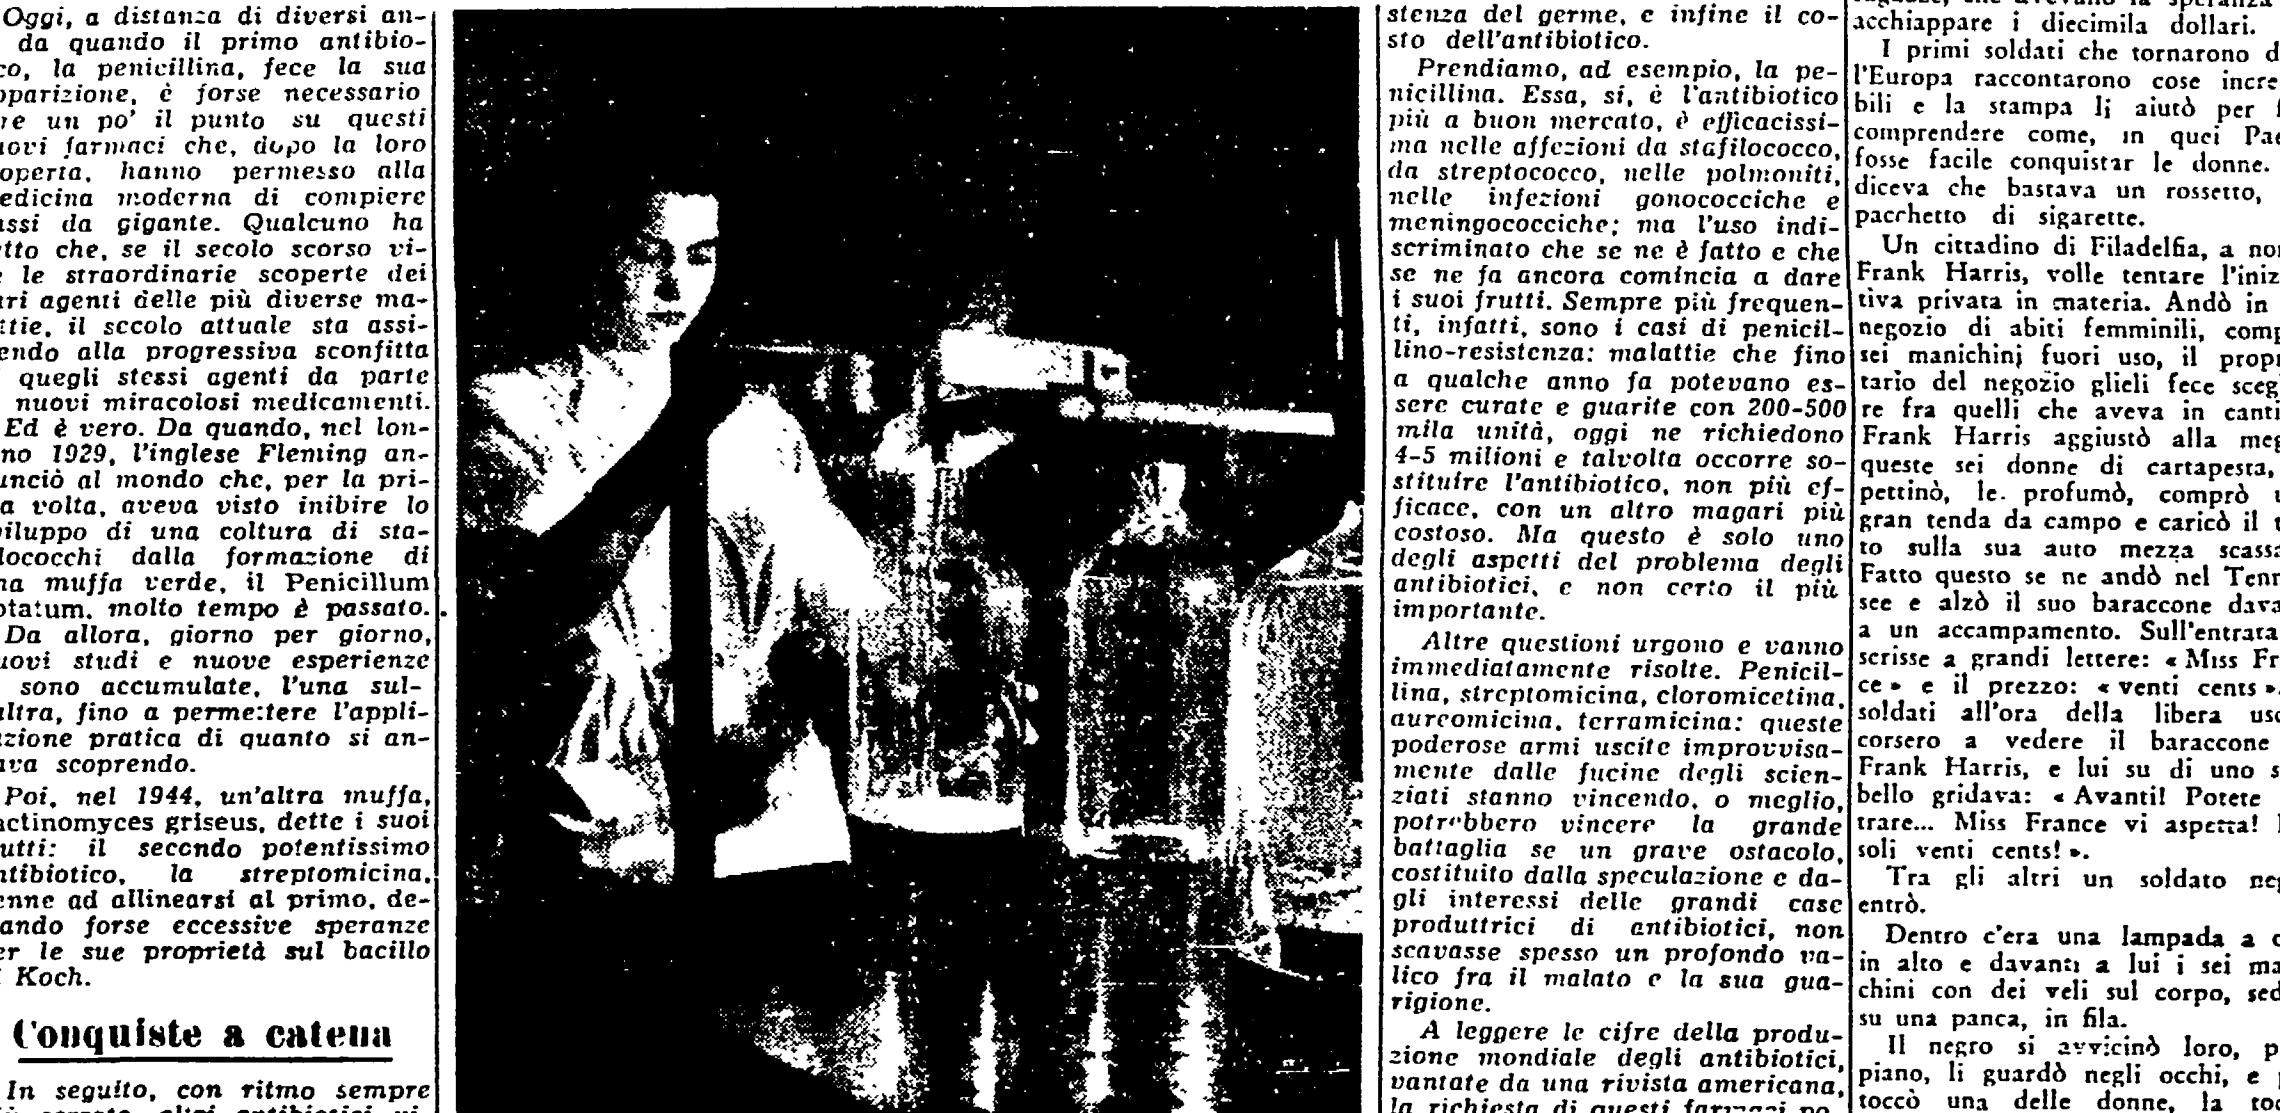 Oggi, a distanza di diversi an-
da quando il primo antibio-
co, la penicillina, fece la sua
pparizione, è forse necessario
re un po' il punto su questi
uovi farmaci che, dopo la loro
operta, hanno permesso alla
edicina moderna di compiere
assi da gigante. Qualcuno ha
etto che, se il secolo scorso vi-
e le straordinarie scoperte dei
ari agenti delle più diverse ma-
ttie, il secolo attuale sta assi-
endo alla progressiva sconfitta
quegli stessi agenti da parte
nuovi miracolosi medicamenti.
Ed è vero. Da quando, nel lon-
no 1929, l'inglese Fleming an-
unciò al mondo che, per la pri-
a volta, aveva visto inibire lo
viluppo di una coltura di sta-
lococchi dalla formazione di
na muffa verde, il Penicillum
otatum, molto tempo è passato.
Da allora, giorno per giorno,
uovi studi e nuove esperienze
sono accumulate, l'una sul-
altra, fino a permettere l'appli-
azione pratica di quanto si an-
ava scoprendo.
Poi, nel 1944, un'altra muffa,
actinomyces griseus, dette i suoi
utti: il secondo potentissimo
ntibiotico, la streptomicina,
enne ad allinearsi al primo, de-
ando forse eccessive speranze
er le sue proprietà sul bacillo
i Koch.
Conquiste a catena
In seguito, con ritmo sempre
altri antibiotici vi-
stenza del germe, e infine il co-
sto dell'antibiotico.
Prendiamo, ad esempio, la pe-
nicillina. Essa, sì, è l'antibiotico
più a buon mercato, è efficacissi-
ma nelle affezioni da stafilococco,
da streptococco, nelle polmoniti,
nelle infezioni gonococciche e
meningococciche; ma l'uso indi-
scriminato che se ne è fatto e che
se ne fa ancora comincia a dare
i suoi frutti. Sempre più frequen-
ti, infatti, sono i casi di penicil-
lino-resistenza: malattie che fino
a qualche anno fa potevano es-
sere curate e guarite con 200-500
mila unità, oggi ne richiedono
4-5 milioni e talvolta occorre so-
stituire l'antibiotico, non più ef-
ficace, con un altro magari più
costoso. Ma questo è solo uno
degli aspetti del problema degli
antibiotici, e non certo il più
importante.
Altre questioni urgono e vanno
immediatamente risolte. Penicil-
lina, streptomicina, cloromicetina,
aureomicina, terramicina: queste
poderose armi uscite improvvisa-
mente dalle fucine degli scien-
ziati stanno vincendo, o meglio,
potrebbero vincere la grande
battaglia se un grave ostacolo,
costituito dalla speculazione e da-
gli interessi delle grandi case
produttrici di antibiotici, non
scavasse spesso un profondo va-
lico fra il malato e la sua gua-
rigione.
A leggere le cifre della produ-
zione mondiale degli antibiotici,
vantate da una rivista americana,
la richiesta di questi farmaci po-
acchiappare i diecimila dollari.
I primi soldati che tornarono d
l'Europa raccontarono cose incre
bili e la stampa li aiutò per f
comprendere come, in quei Pae
fosse facile conquistar le donne.
diceva che bastava un rossetto,
pacchetto di sigarette.
Un cittadino di Filadelfia, a no
Frank Harris, volle tentare l'iniz
tiva privata in materia. Andò in
negozio di abiti femminili, comp
sei manichini fuori uso, il propr
tario del negozio glieli fece sceg
re fra quelli che aveva in canti
Frank Harris aggiustò alla meg
queste sei donne di cartapesta,
pettinò, le profumò, comprò u
gran tenda da campo e caricò il t
to sulla sua auto mezza scassa
Fatto questo se ne andò nel Tenn
see e alzò il suo baraccone dava
a un accampamento. Sull'entrata
scrisse a grandi lettere: « Miss Fr
ce » e il prezzo: « venti cents ».
soldati all'ora della libera usc
corsero a vedere il baraccone
Frank Harris, e lui su di uno s
bello gridava: « Avanti! Potete
trare... Miss France vi aspetta!
soli venti cents! ».
Tra gli altri un soldato neg
entrò.
Dentro c'era una lampada a
in alto e davanti a lui i sei ma
chini con dei veli sul corpo, sed
su una panca, in fila.
Il negro si avvicinò loro, p
piano, li guardò negli occhi, e
toccò una delle donne, la toc